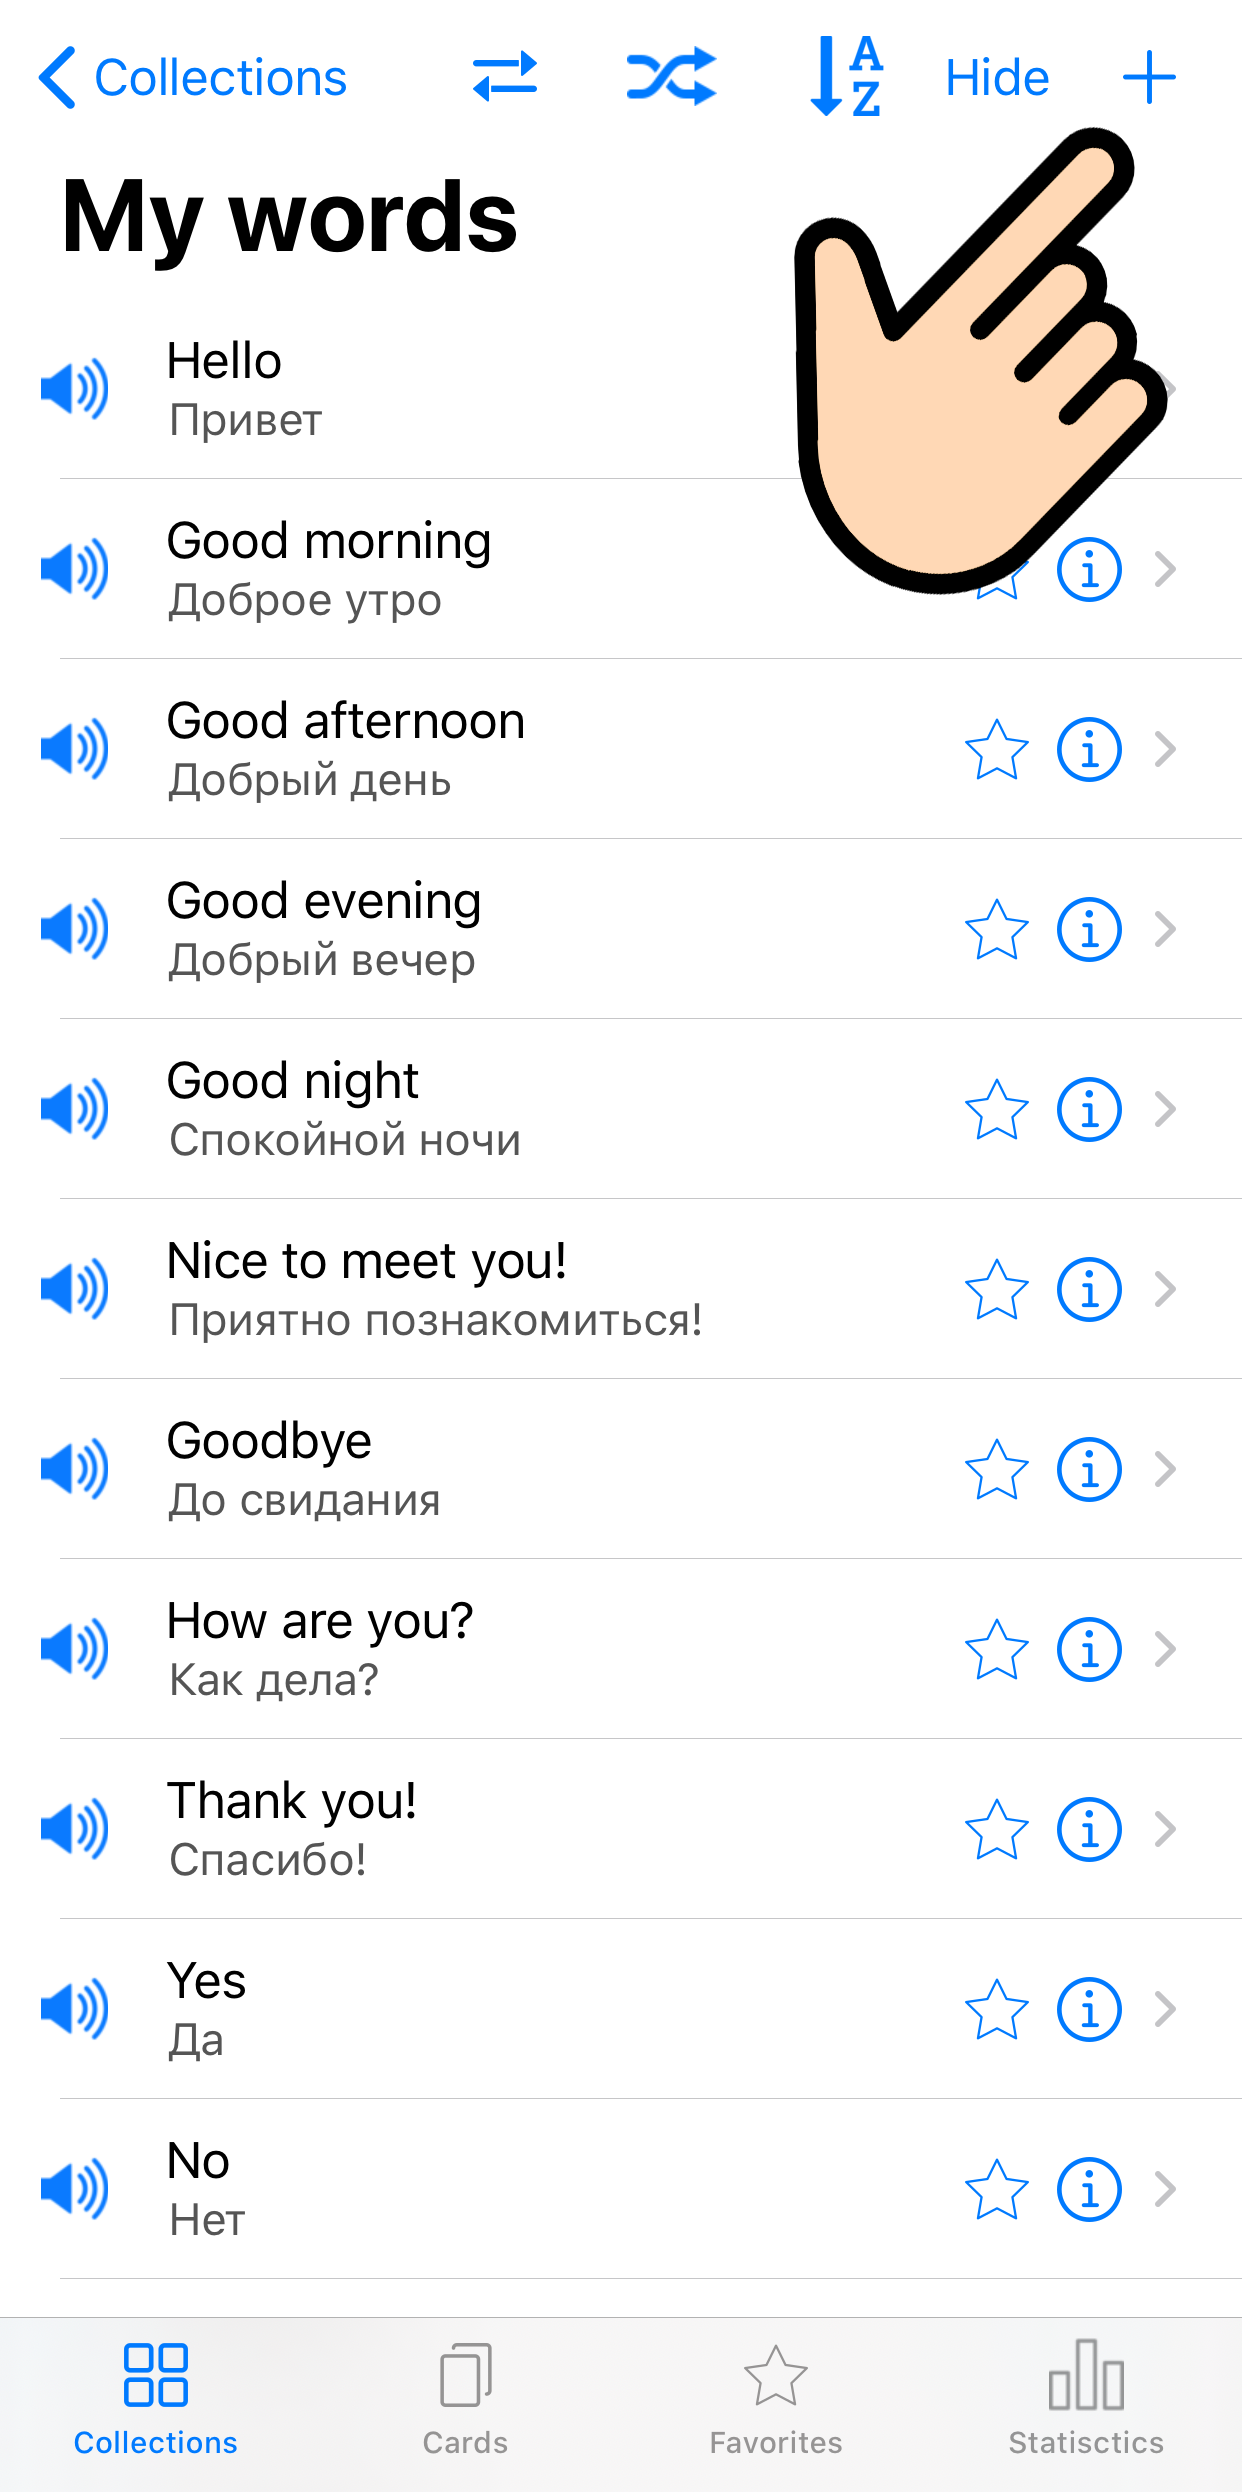 Collections
A
Z
Hide
My words
Hello
Привет
Good morning
Доброе утро
Good afternoon
Добрый день
Good evening
Добрый вечер
Good night
Спокойной ночи
Nice to meet you!
Приятно познакомиться!
Goodbye
До свидания
How are you?
Как дела?
Thank you!
Спасибо!
Yes
Да
No
Нет
Collections
Cards
Favorites
Statisctics